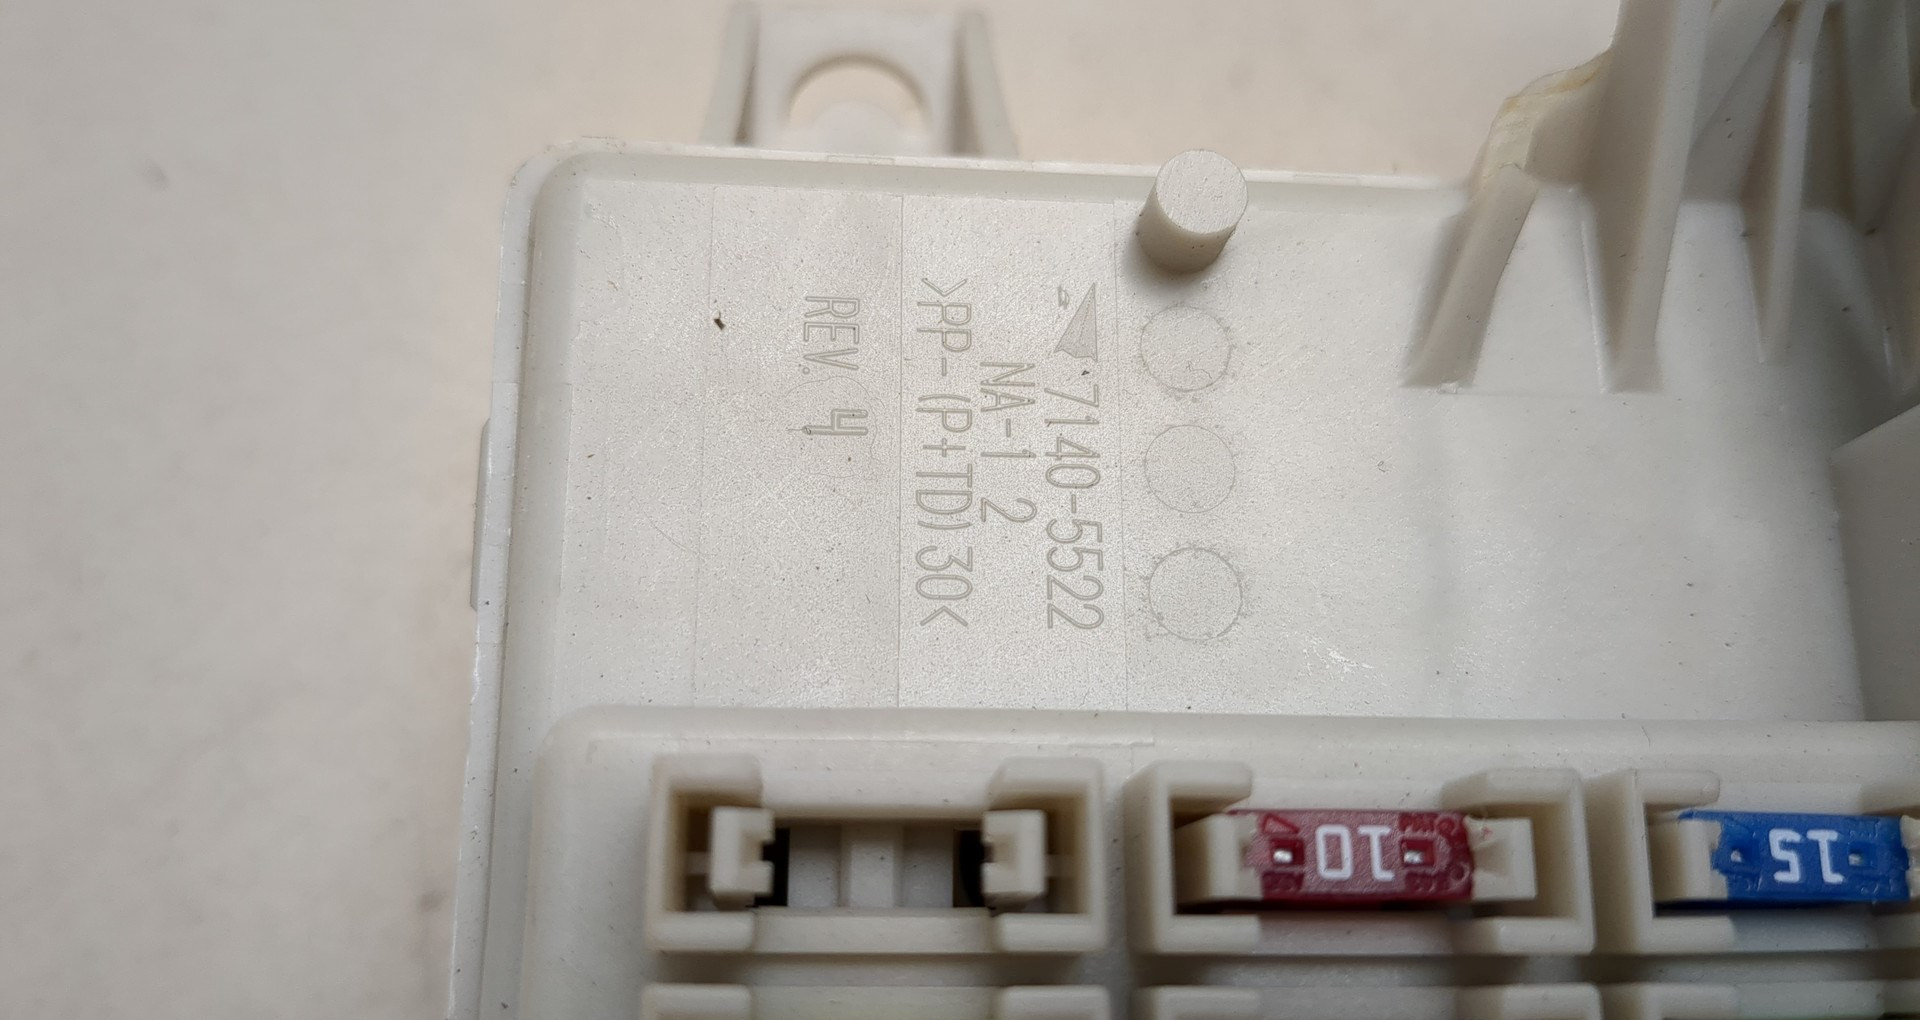 7140-5522
NA-1 2
>PP-(P+TD)30<
REV. 4
10
15